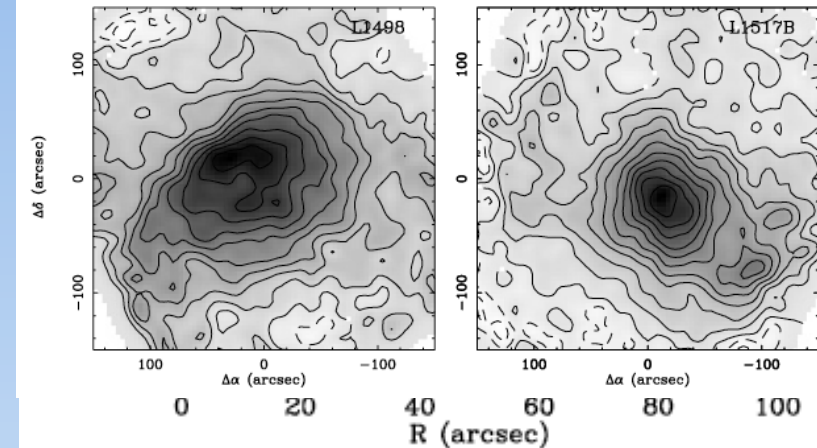 L1498 L1517B
100 100
Δδ (arcsec) 0 0
-100 -100
100 0 -100 100 0 -100
Δα (arcsec) Δα (arcsec)
0 20 40 60 80 100
R (arcsec)